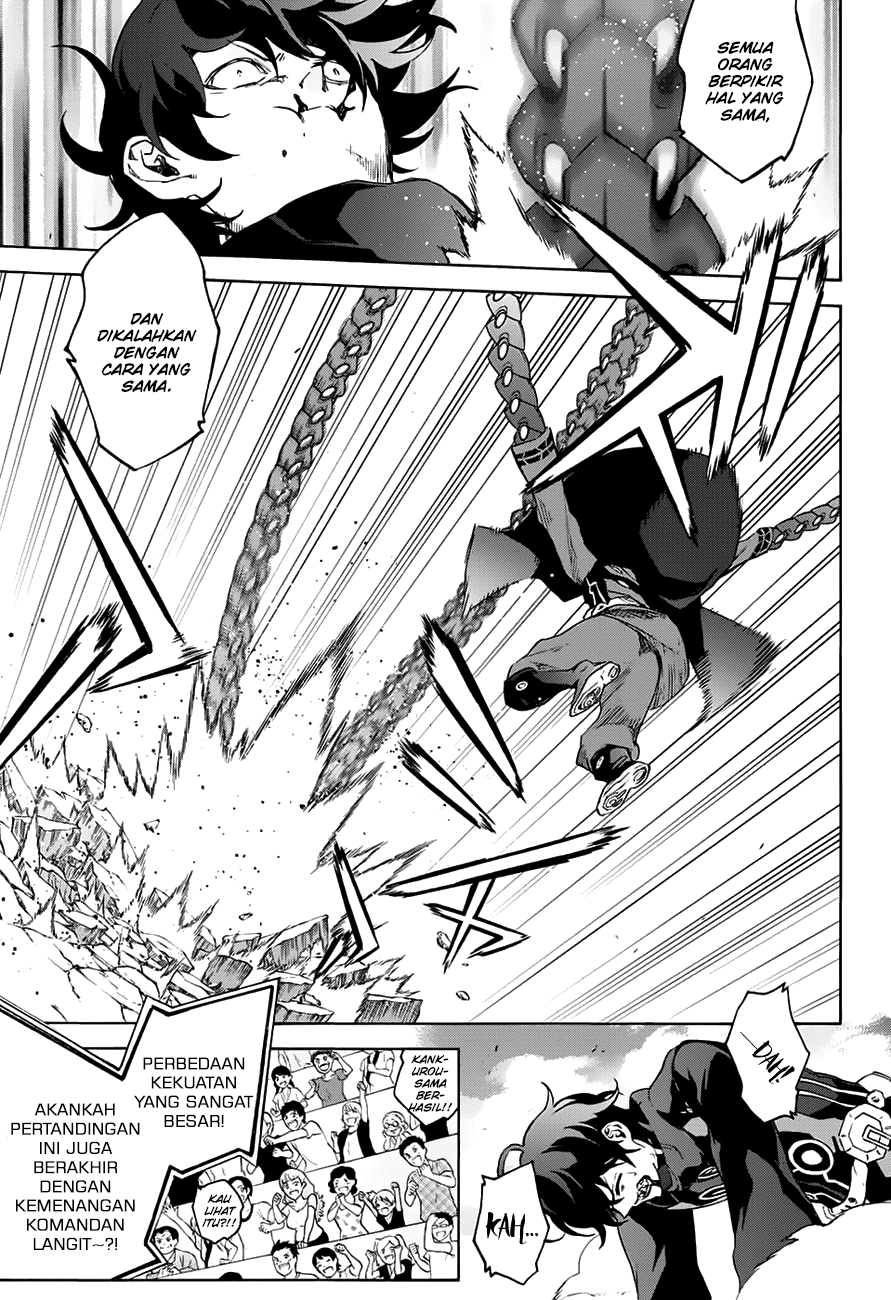 SEMUA
ORANG
BERPIKIR
HAL YANG
SAMA,
DAN
DIKALAHKAN
DENGAN
CARA YANG
SAMA.
DAH!
KAH...
KANK-
UROU-
SAMA
BER-
HASIL!!
KAU
LIHAT
ITU?!!
PERBEDAAN
KEKUATAN
YANG SANGAT
BESAR!
AKANKAH
PERTANDINGAN
INI JUGA
BERAKHIR
DENGAN
KEMENANGAN
KOMANDAN
LANGIT~?!